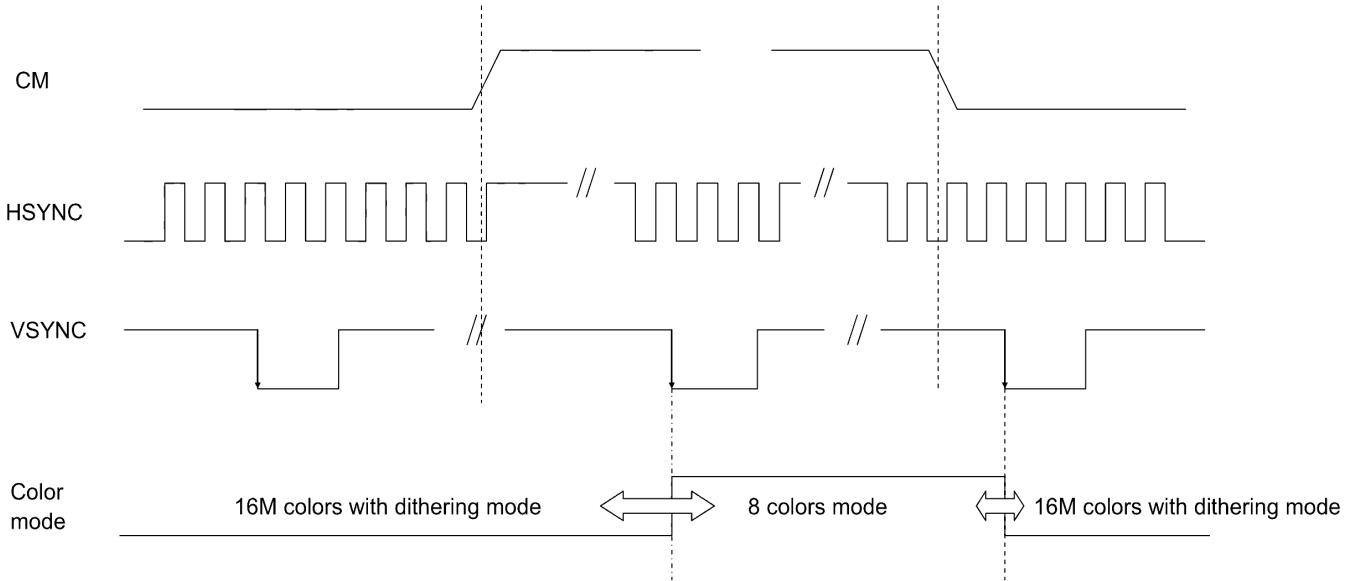 CM
HSYNC
VSYNC
Color
mode
16M colors with dithering mode
8 colors mode
16M colors with dithering mode